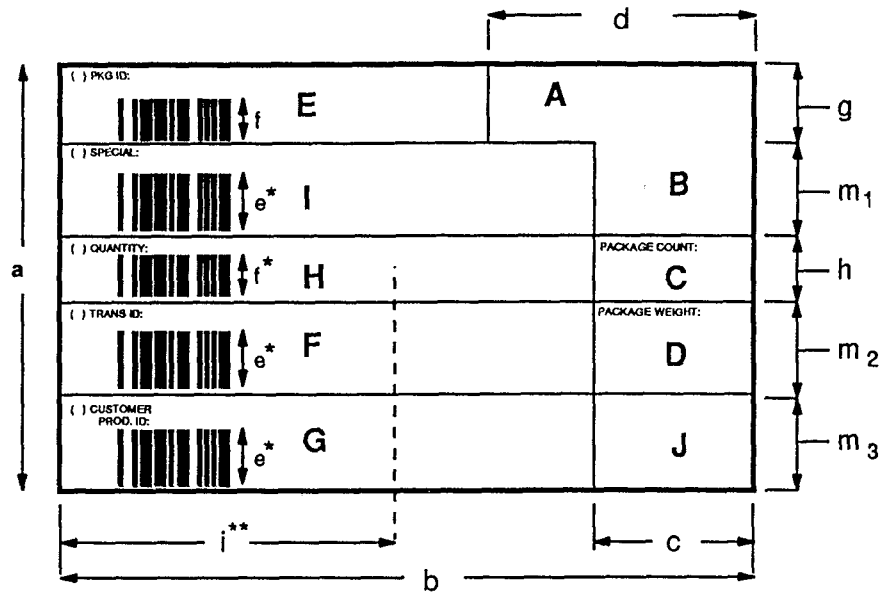 d
( ) PKG ID:
f
E
A
g
( ) SPECIAL:
e*
I
B
m1
a
( ) QUANTITY:
f*
H
PACKAGE COUNT:
C
h
( ) TRANS ID:
e*
F
PACKAGE WEIGHT:
D
m2
( ) CUSTOMER
PROD. ID:
e*
G
J
m3
i**
c
b